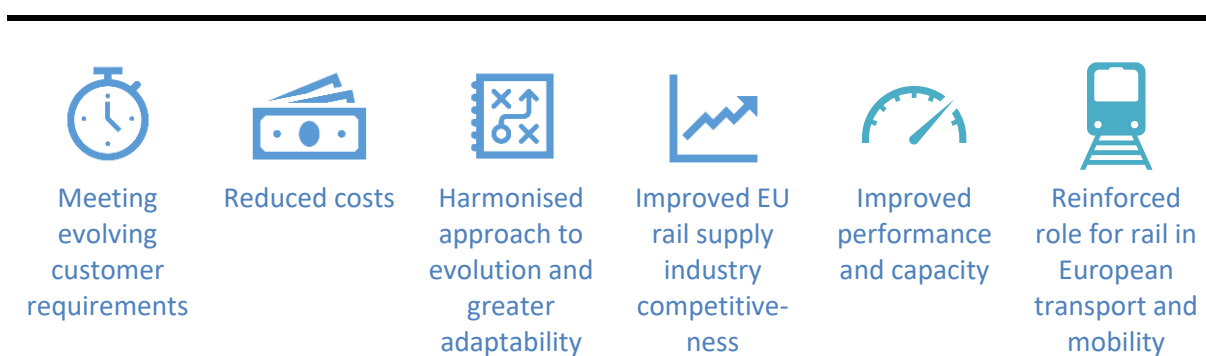 Meeting
evolving
customer
requirements
Reduced costs
Harmonised
approach to
evolution and
greater
adaptability
Improved EU
rail supply
industry
competitive-
ness
Improved
performance
and capacity
Reinforced
role for rail in
European
transport and
mobility